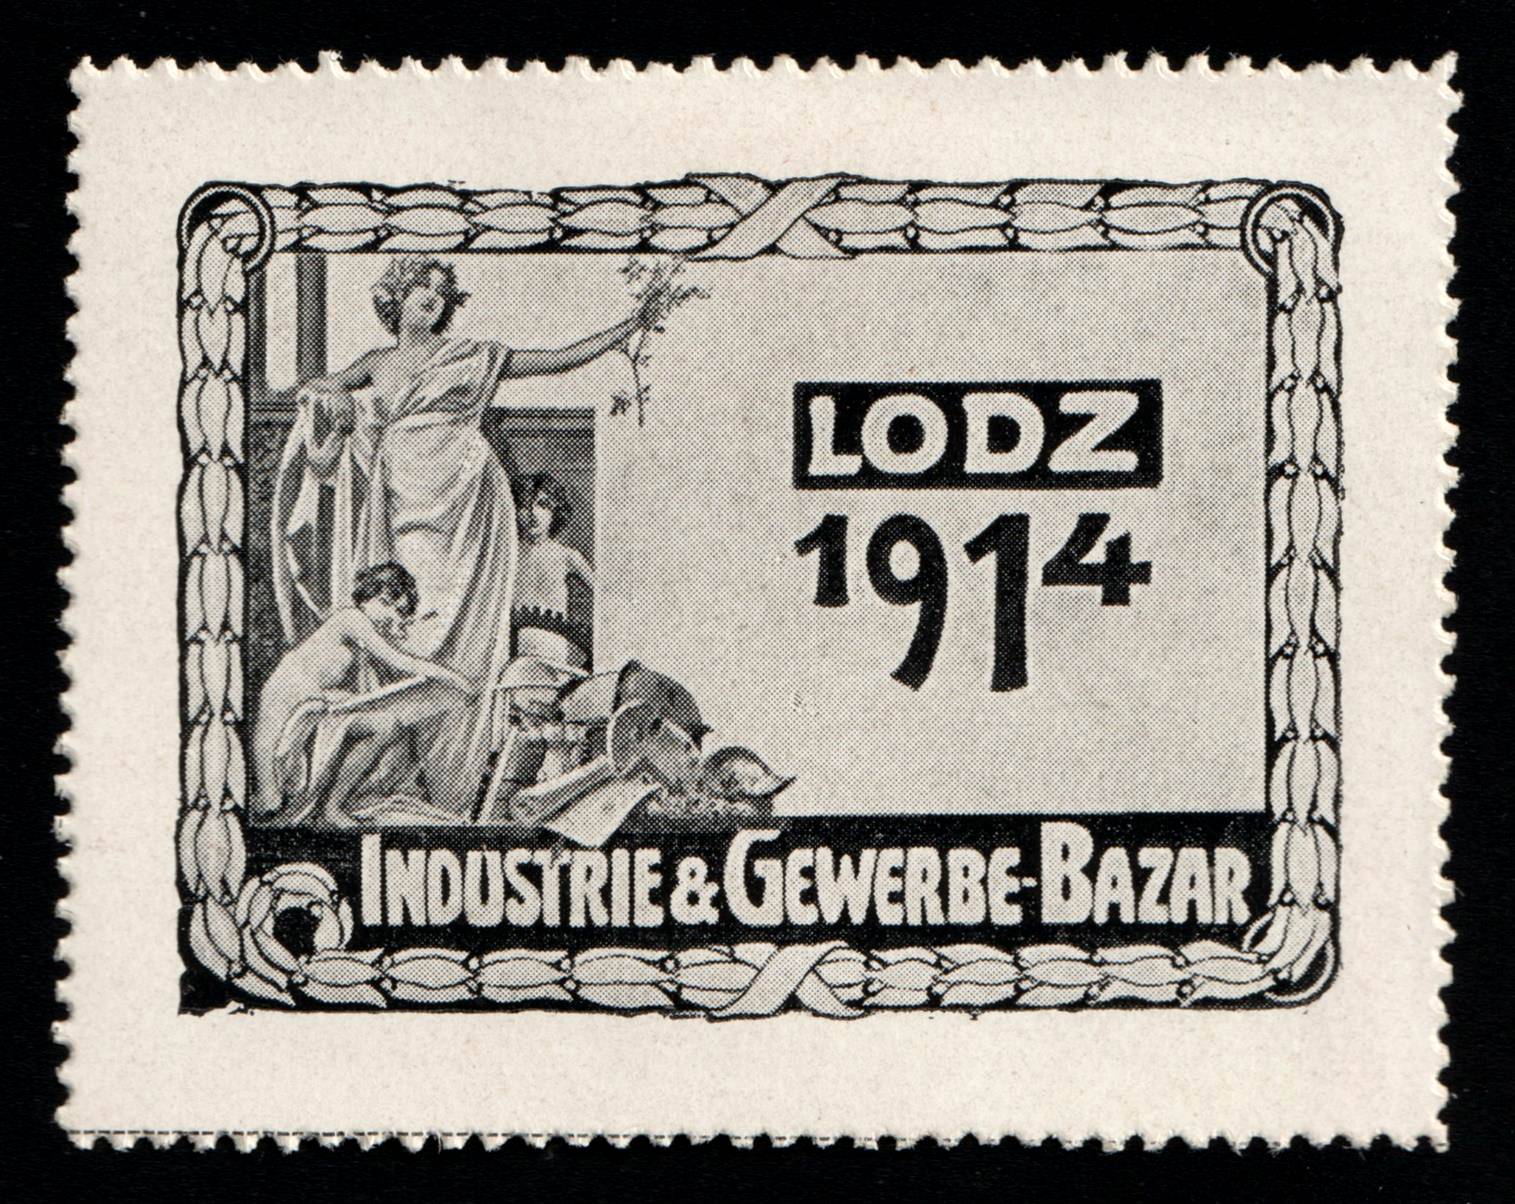 LODZ
1914
INDUSTRIE & GEWERBE-BAZAR